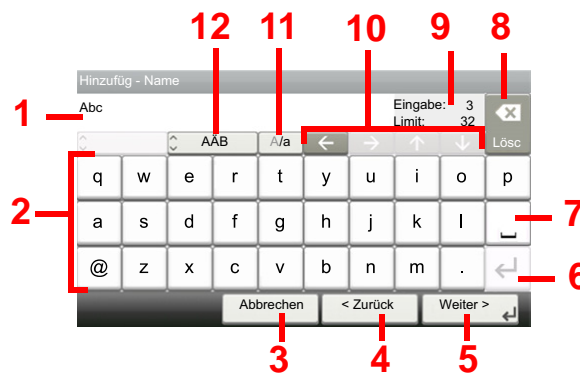 12 11 10 9 8
Hinzufüg - Name
1 Abc Eingabe: 3
Limit: 32
AÄB A/a ← → ↑ ↓ Lösc
q w e r t y u i o p
2 a s d f g h j k l 7
@ z x c v b n m . 6
Abbrechen < Zurück Weiter >
3 4 5